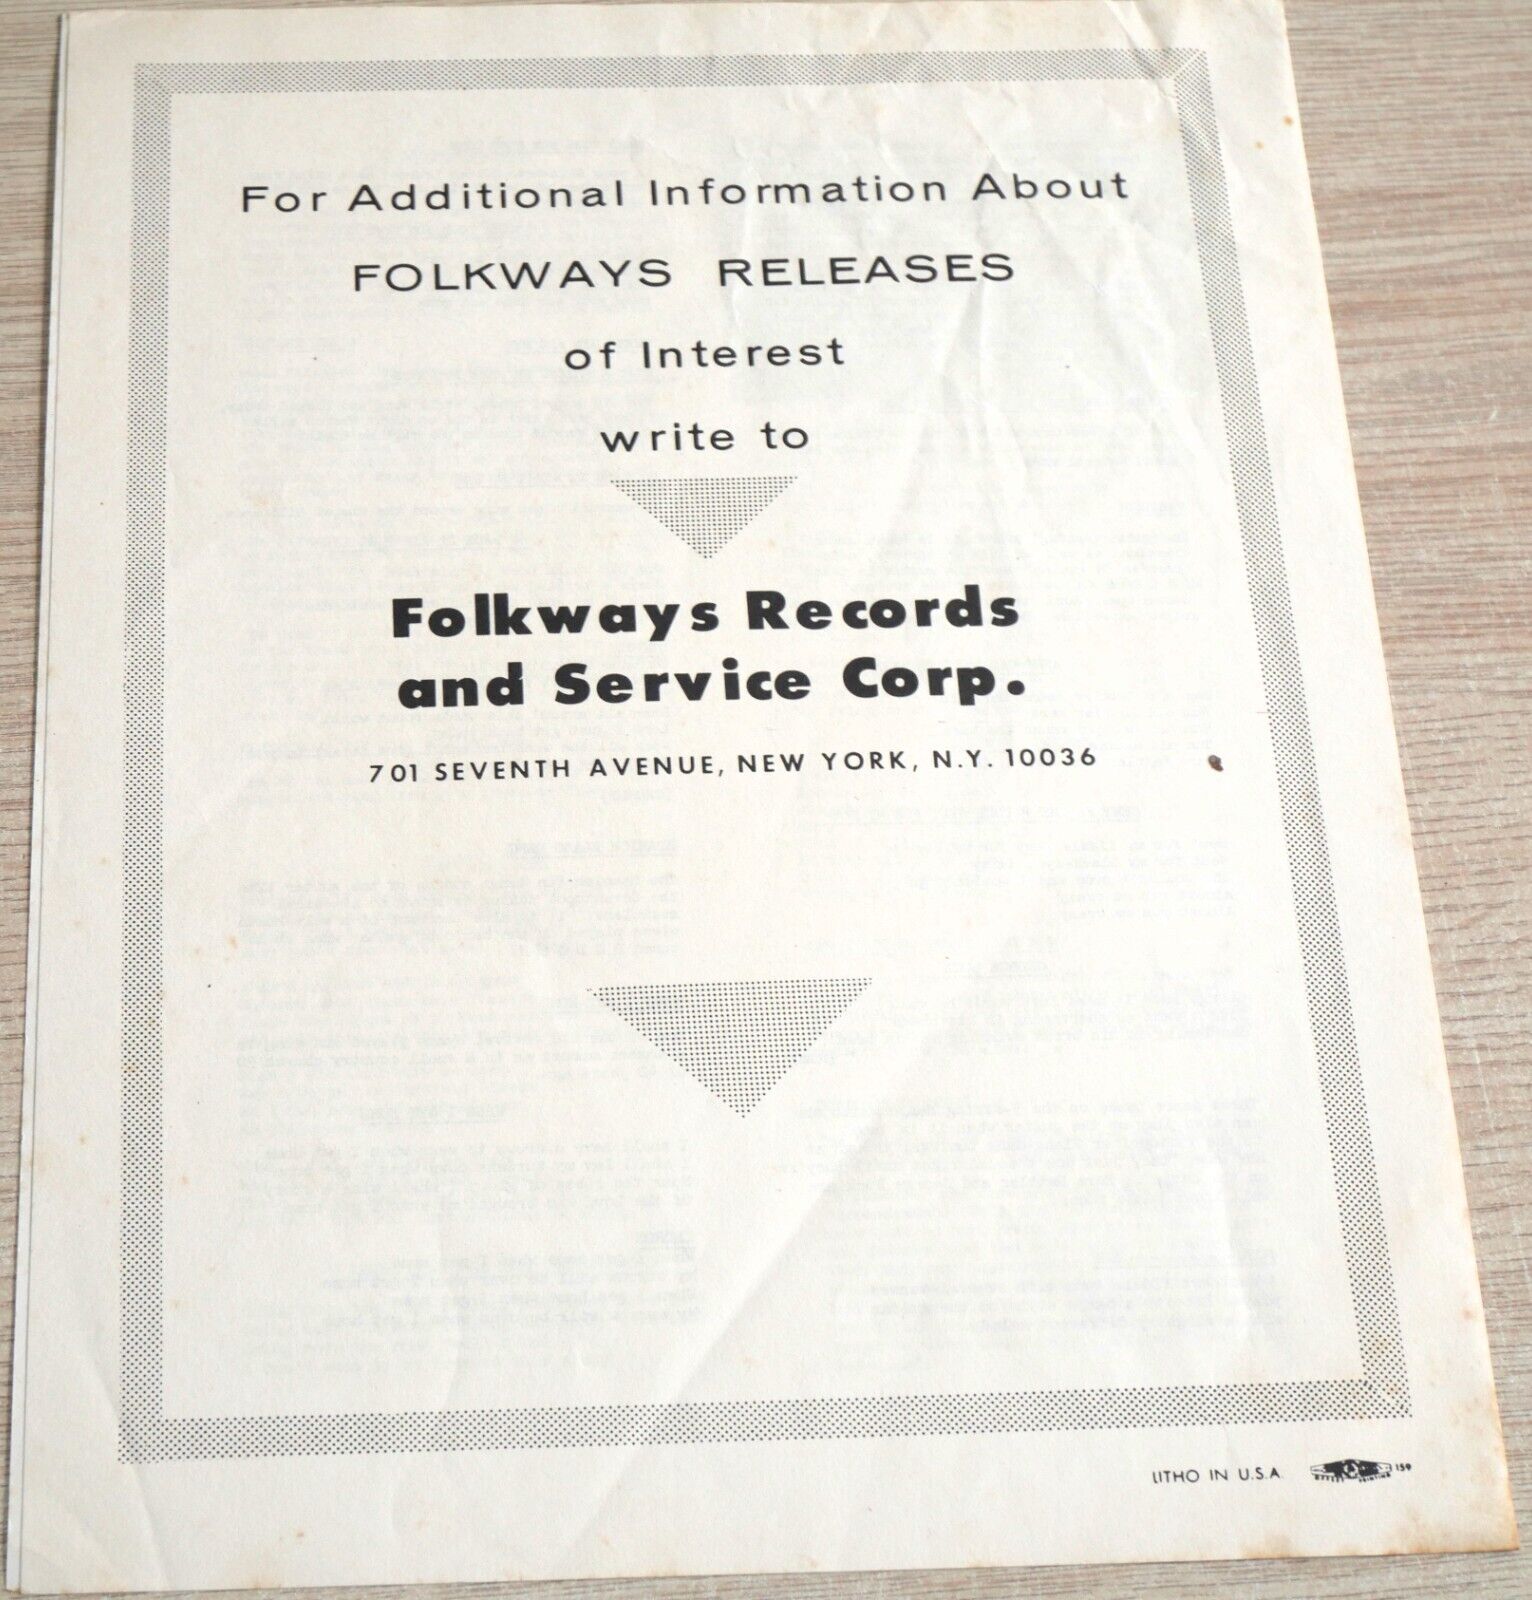 For Additional Information About
FOLKWAYS RELEASES
of Interest
write to
Folkways Records
and Service Corp.
701 SEVENTH AVENUE, NEW YORK, N.Y. 10036
LITHO IN U.S.A.
159